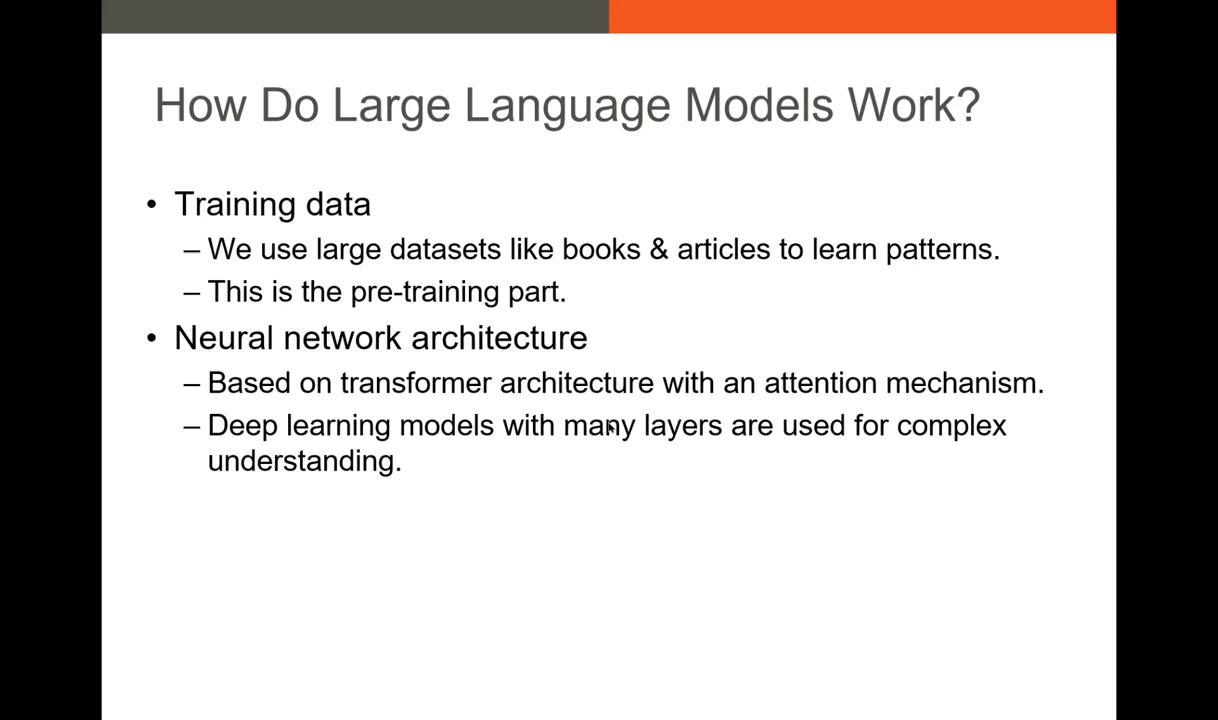 How Do Large Language Models Work?
• Training data
– We use large datasets like books & articles to learn patterns.
– This is the pre-training part.
• Neural network architecture
– Based on transformer architecture with an attention mechanism.
– Deep learning models with many layers are used for complex
understanding.